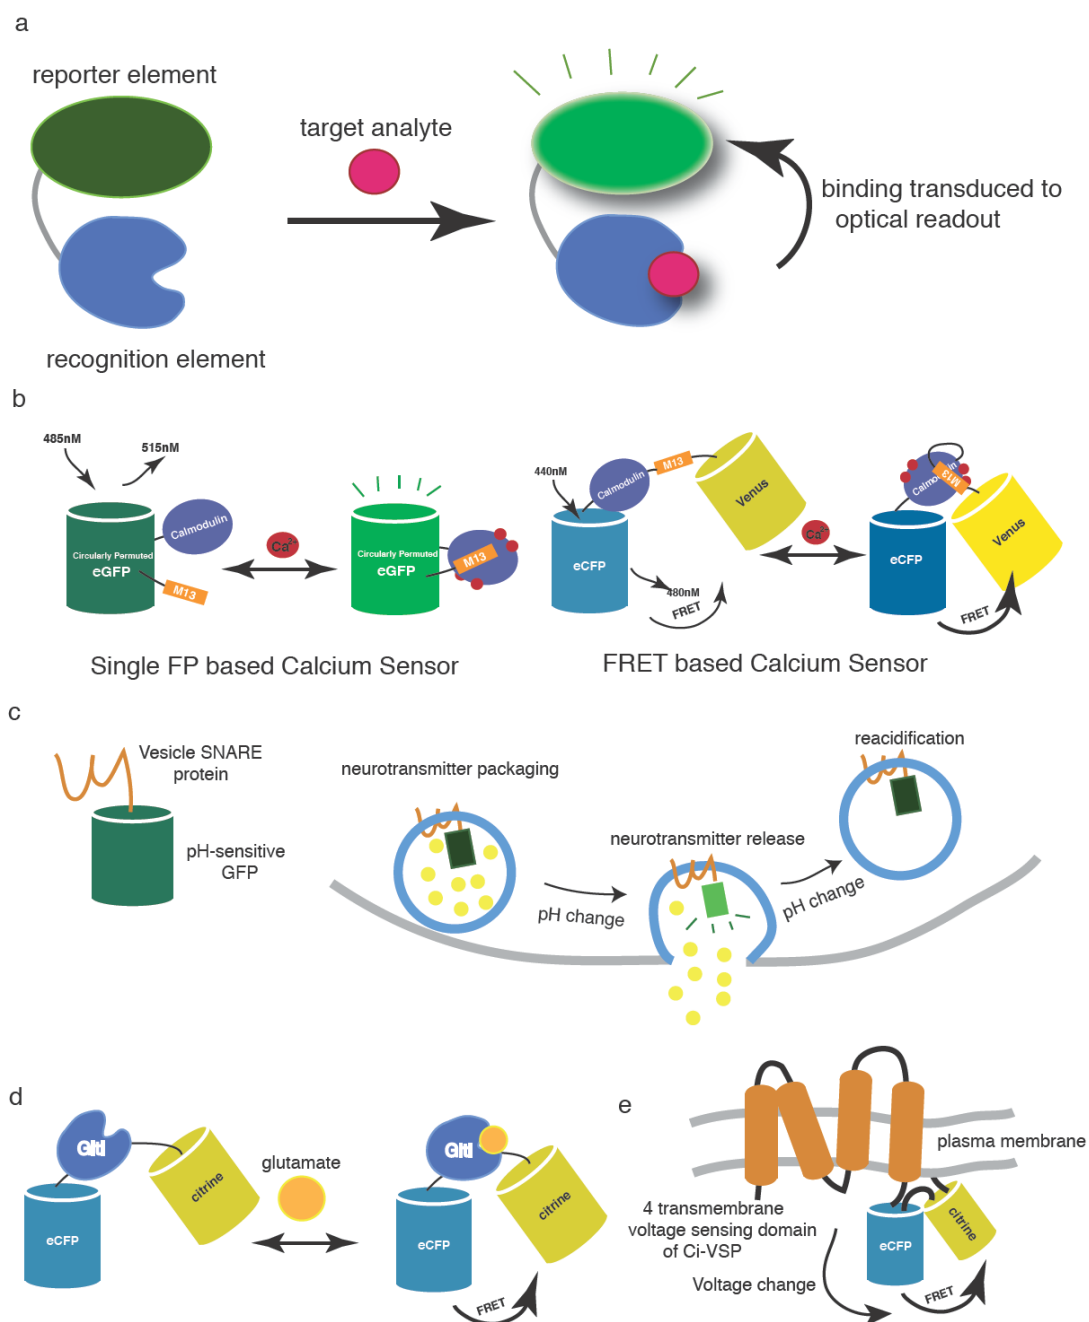 a
reporter element
target analyte
binding transduced to
optical readout
recognition element
b
485nM
515nM
Calmodulin
Circularly Permuted
eGFP
M13
Ca2+
Circularly Permuted
eGFP
M13
440nM
Calmodulin
M13
Venus
eCFP
480nM
FRET
Ca2+
Calmodulin
M13
Venus
eCFP
FRET
Single FP based Calcium Sensor
FRET based Calcium Sensor
c
Vesicle SNARE
protein
pH-sensitive
GFP
neurotransmitter packaging
pH change
neurotransmitter release
pH change
reacidification
d
GltI
citrine
eCFP
glutamate
GltI
citrine
eCFP
FRET
e
plasma membrane
4 transmembrane
voltage sensing domain
of Ci-VSP
Voltage change
eCFP
citrine
FRET